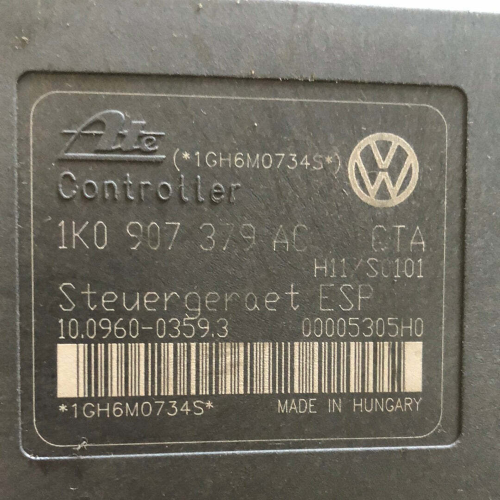 Ate (*1GH6M0734S*)
Controller
1K0 907 379 AC GTA
H11/S0101
Steuergeraet ESP
10.0960-0359.3 00005305H0
*1GH6M0734S* MADE IN HUNGARY